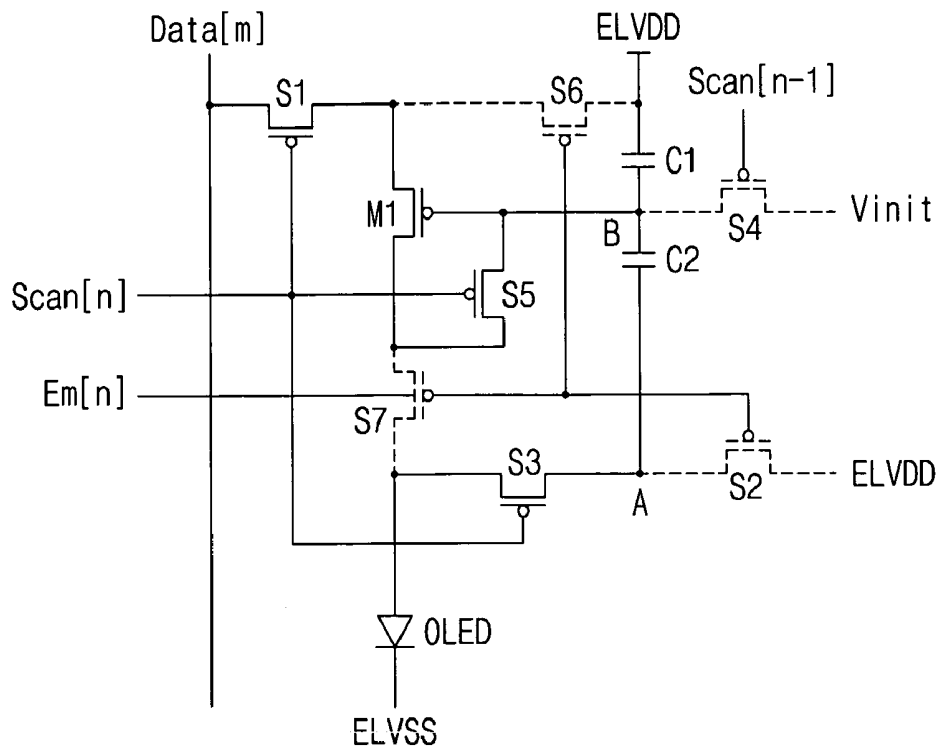 Data[m]
ELVDD
S1
S6
Scan[n-1]
C1
M1
B
S4
Vinit
C2
Scan[n]
S5
Em[n]
S7
S3
A
S2
ELVDD
OLED
ELVSS